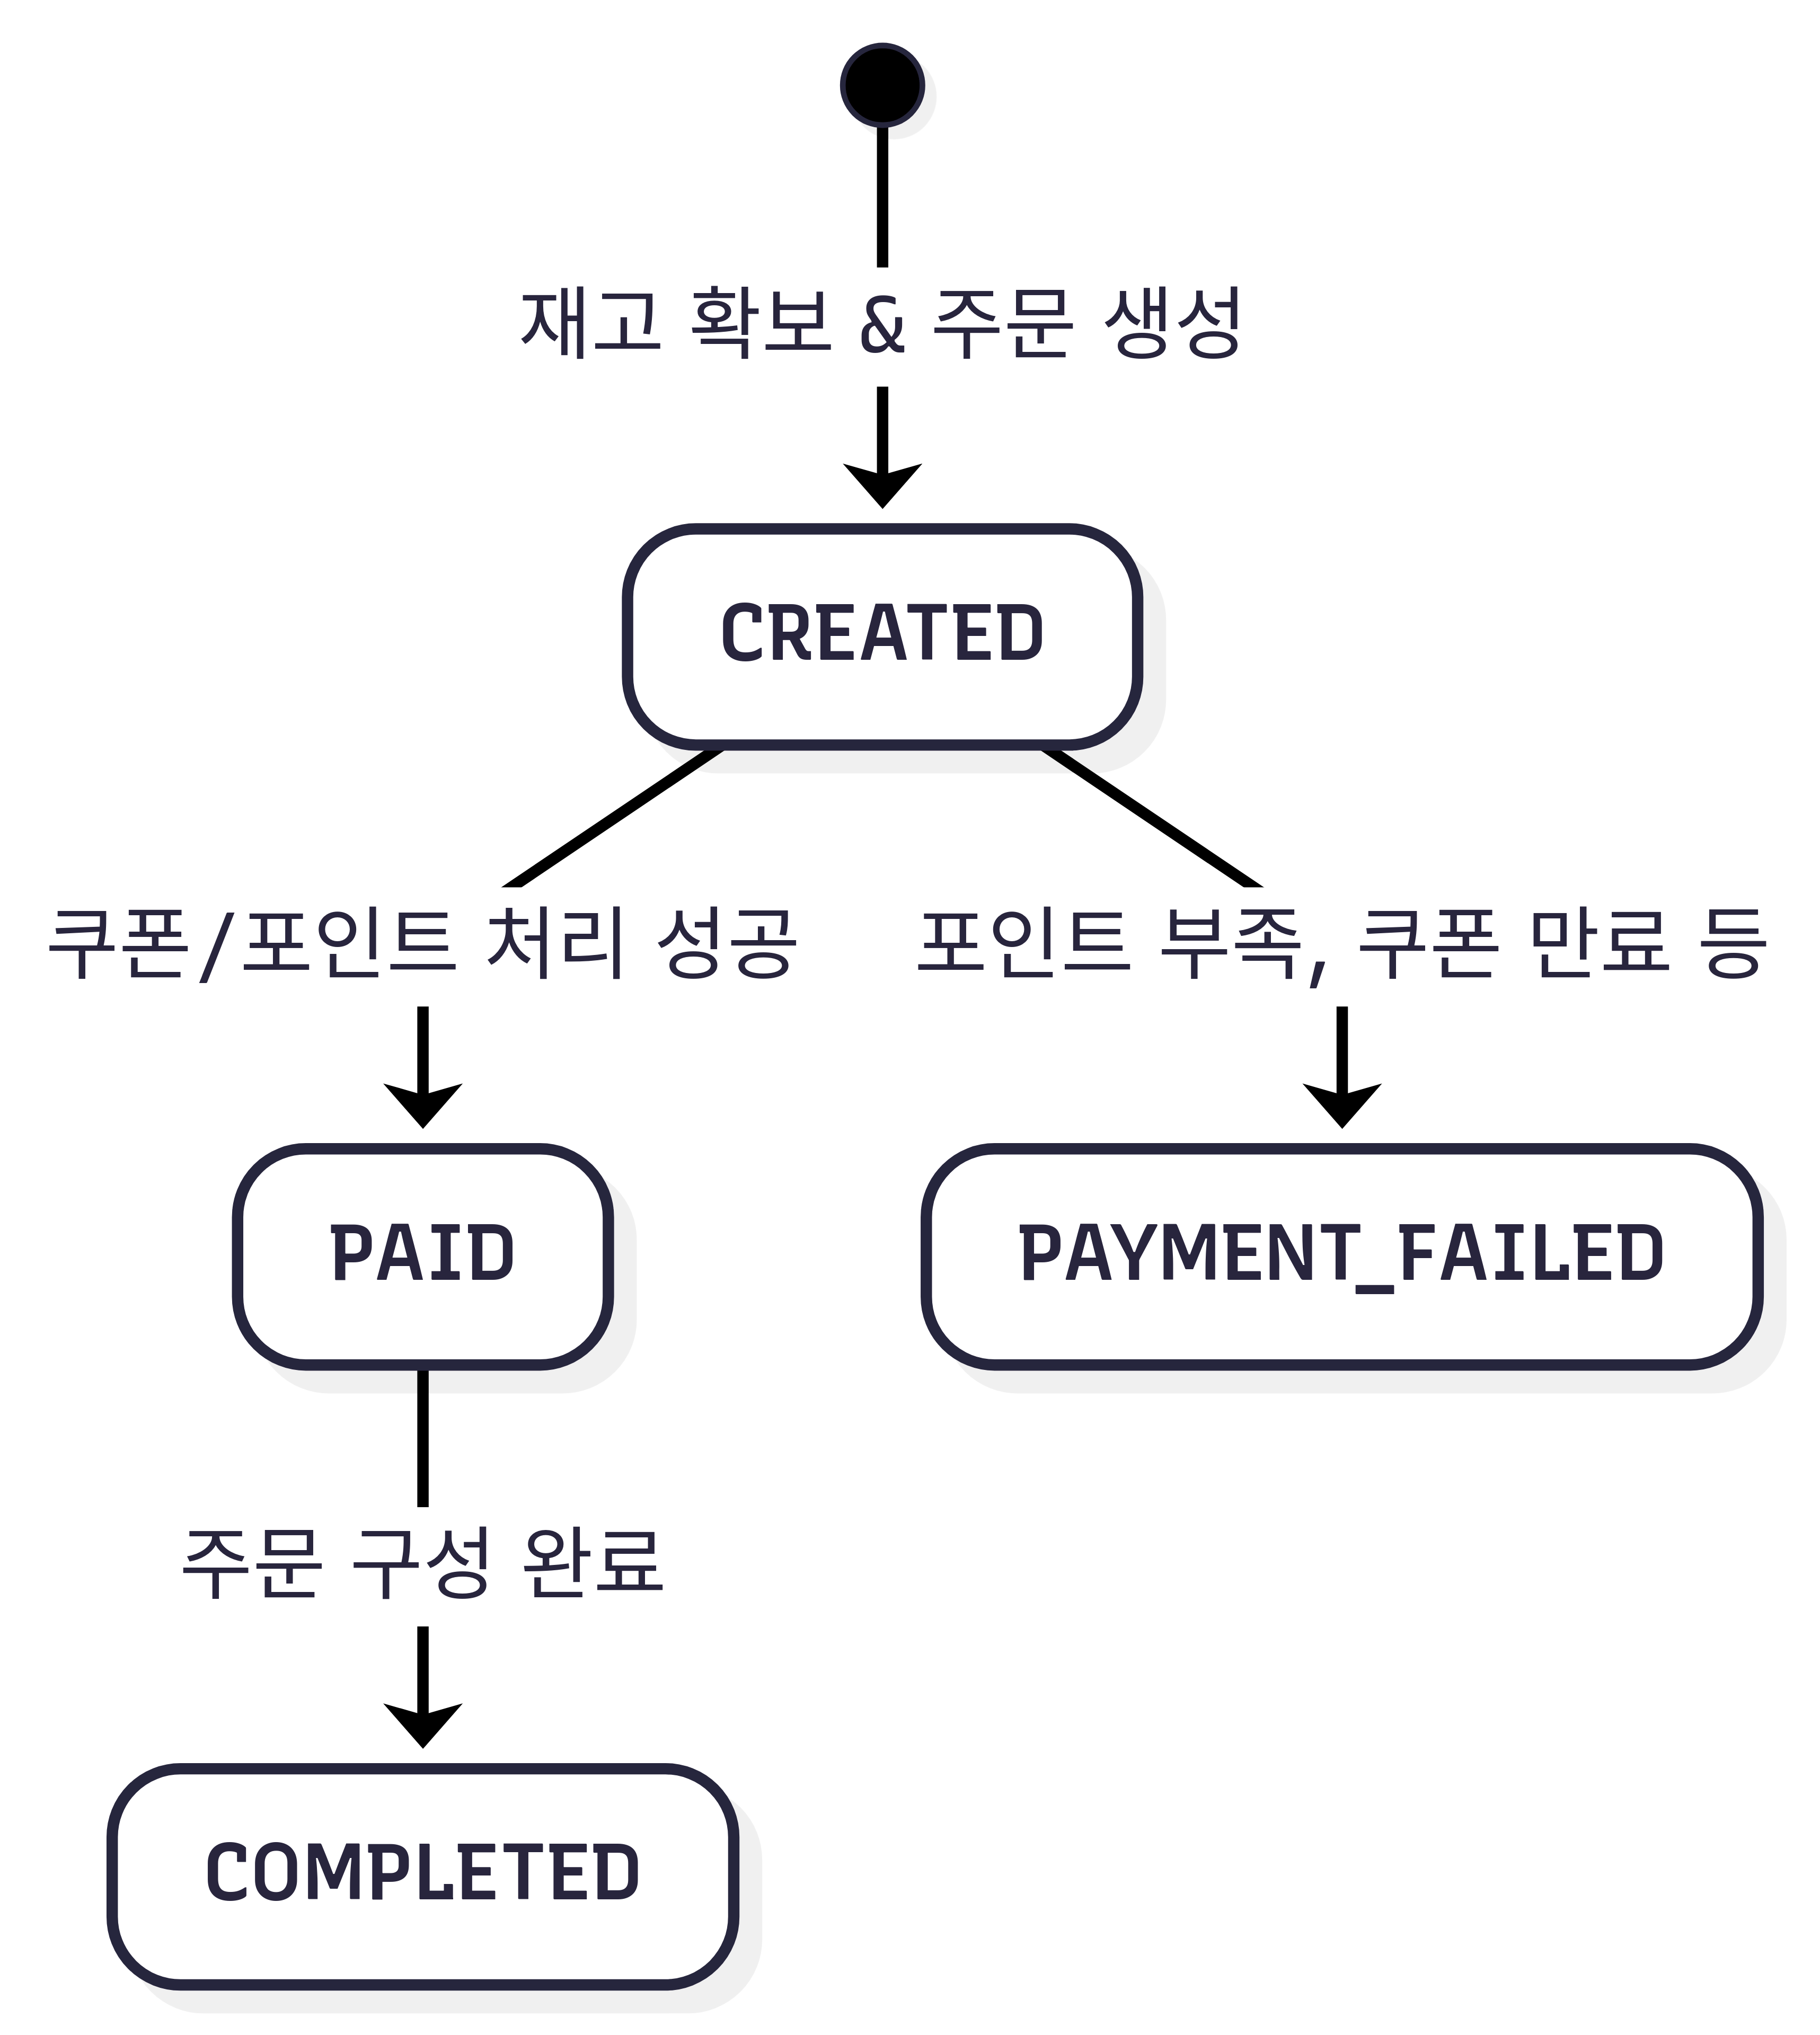 재고 확보 & 주문 생성
CREATED
쿠폰/포인트 처리 성공
포인트 부족, 쿠폰 만료 등
PAID
PAYMENT_FAILED
주문 구성 완료
COMPLETED